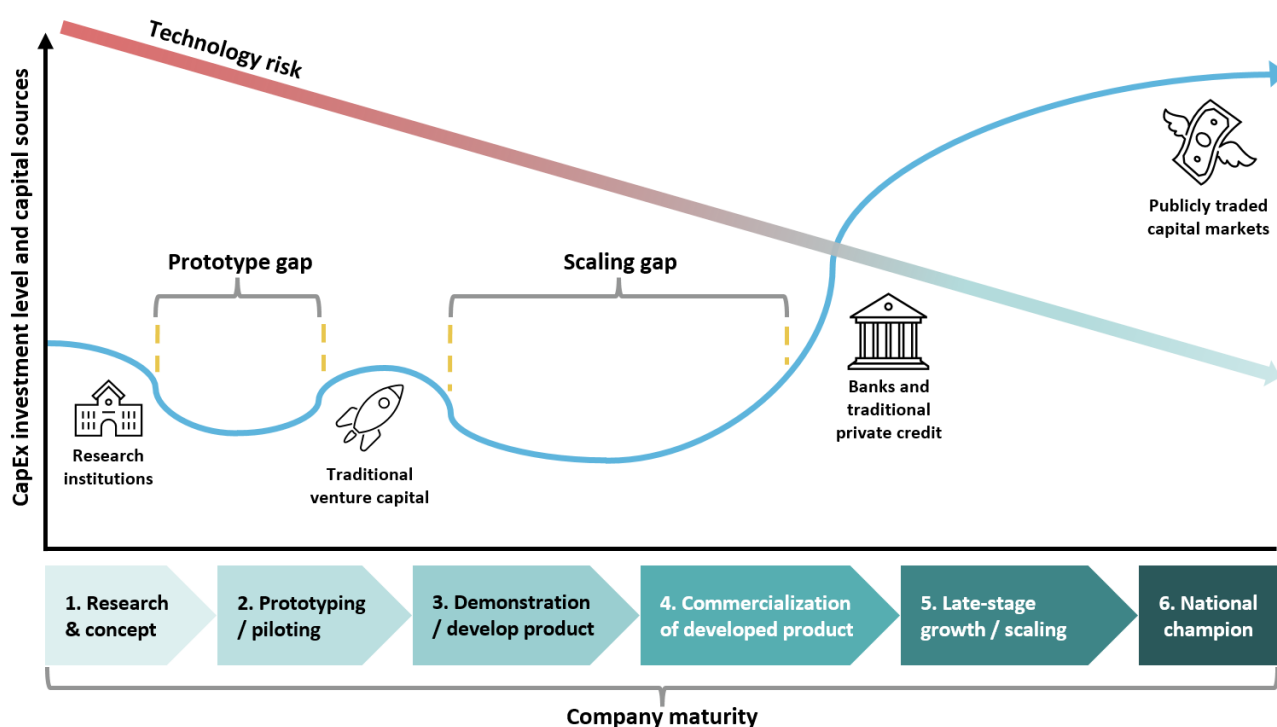 Technology risk
CapEx investment level and capital sources
Prototype gap
Scaling gap
Publicly traded
capital markets
Research
institutions
Traditional
venture capital
Banks and
traditional
private credit
1. Research
& concept
2. Prototyping
/ piloting
3. Demonstration
/ develop product
4. Commercialization
of developed product
5. Late-stage
growth / scaling
6. National
champion
Company maturity